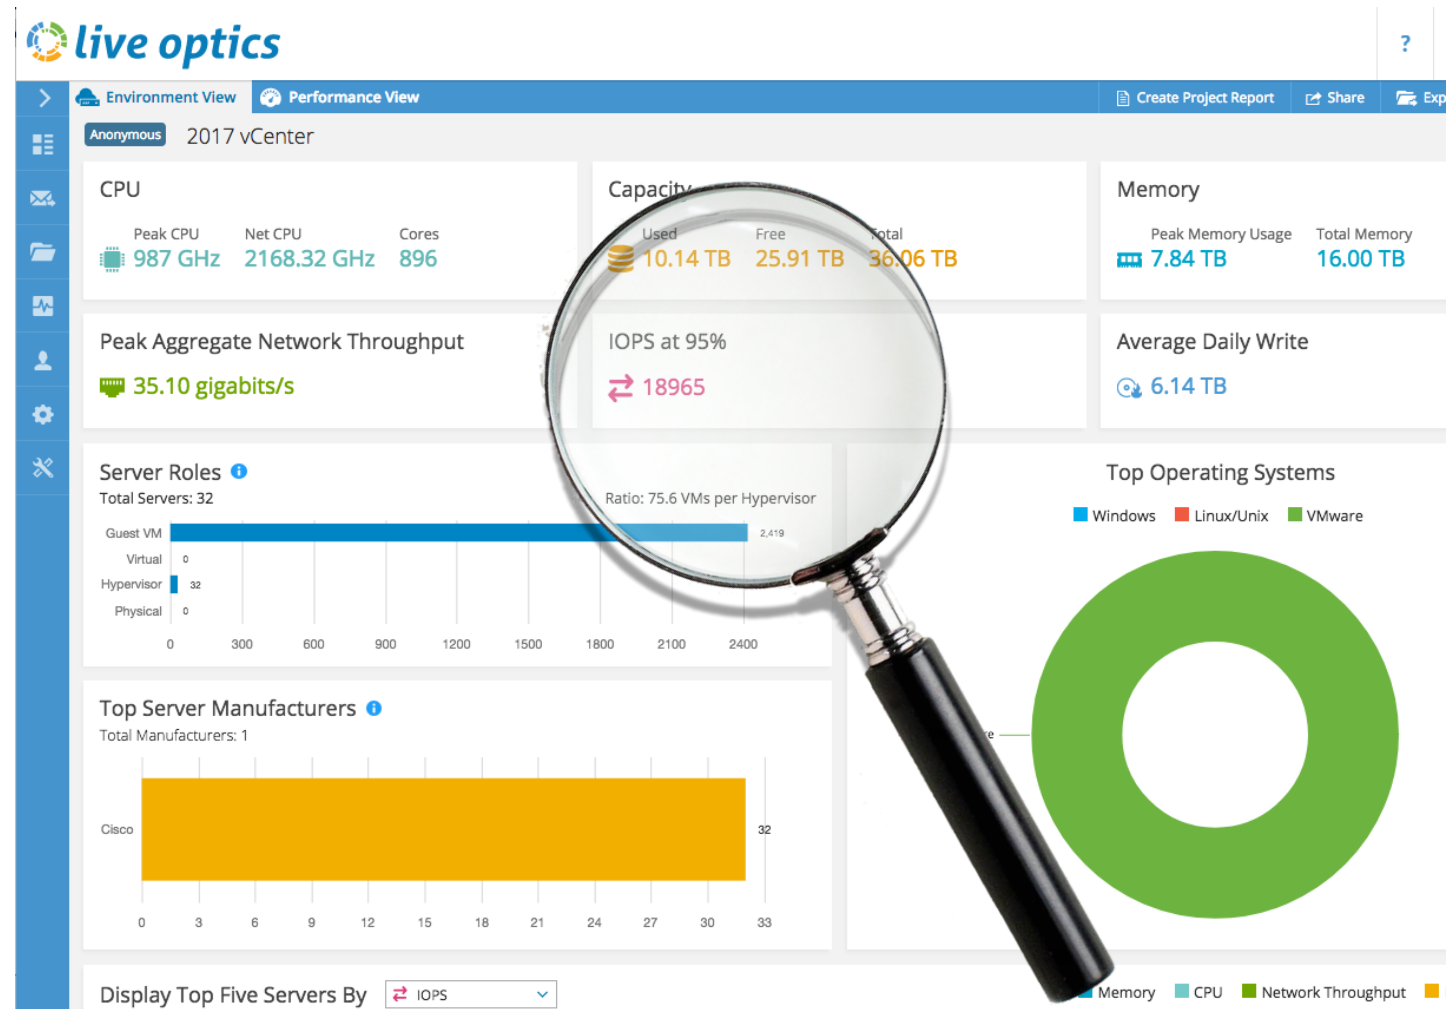 live optics
?
Environment View
Performance View
Create Project Report
Share
Exp
Anonymous
2017 vCenter
CPU
Peak CPU Net CPU Cores
987 GHz 2168.32 GHz 896
Capacity
Used Free Total
10.14 TB 25.91 TB 36.06 TB
Memory
Peak Memory Usage Total Memory
7.84 TB 16.00 TB
Peak Aggregate Network Throughput
35.10 gigabits/s
IOPS at 95%
18965
Average Daily Write
6.14 TB
Server Roles
Total Servers: 32
Ratio: 75.6 VMs per Hypervisor
Guest VM 2,419
Virtual 0
Hypervisor 32
Physical 0
0 300 600 900 1200 1500 1800 2100 2400
Top Operating Systems
Windows Linux/Unix VMware
Top Server Manufacturers
Total Manufacturers: 1
Cisco 32
0 3 6 9 12 15 18 21 24 27 30 33
Display Top Five Servers By IOPS
Memory CPU Network Throughput